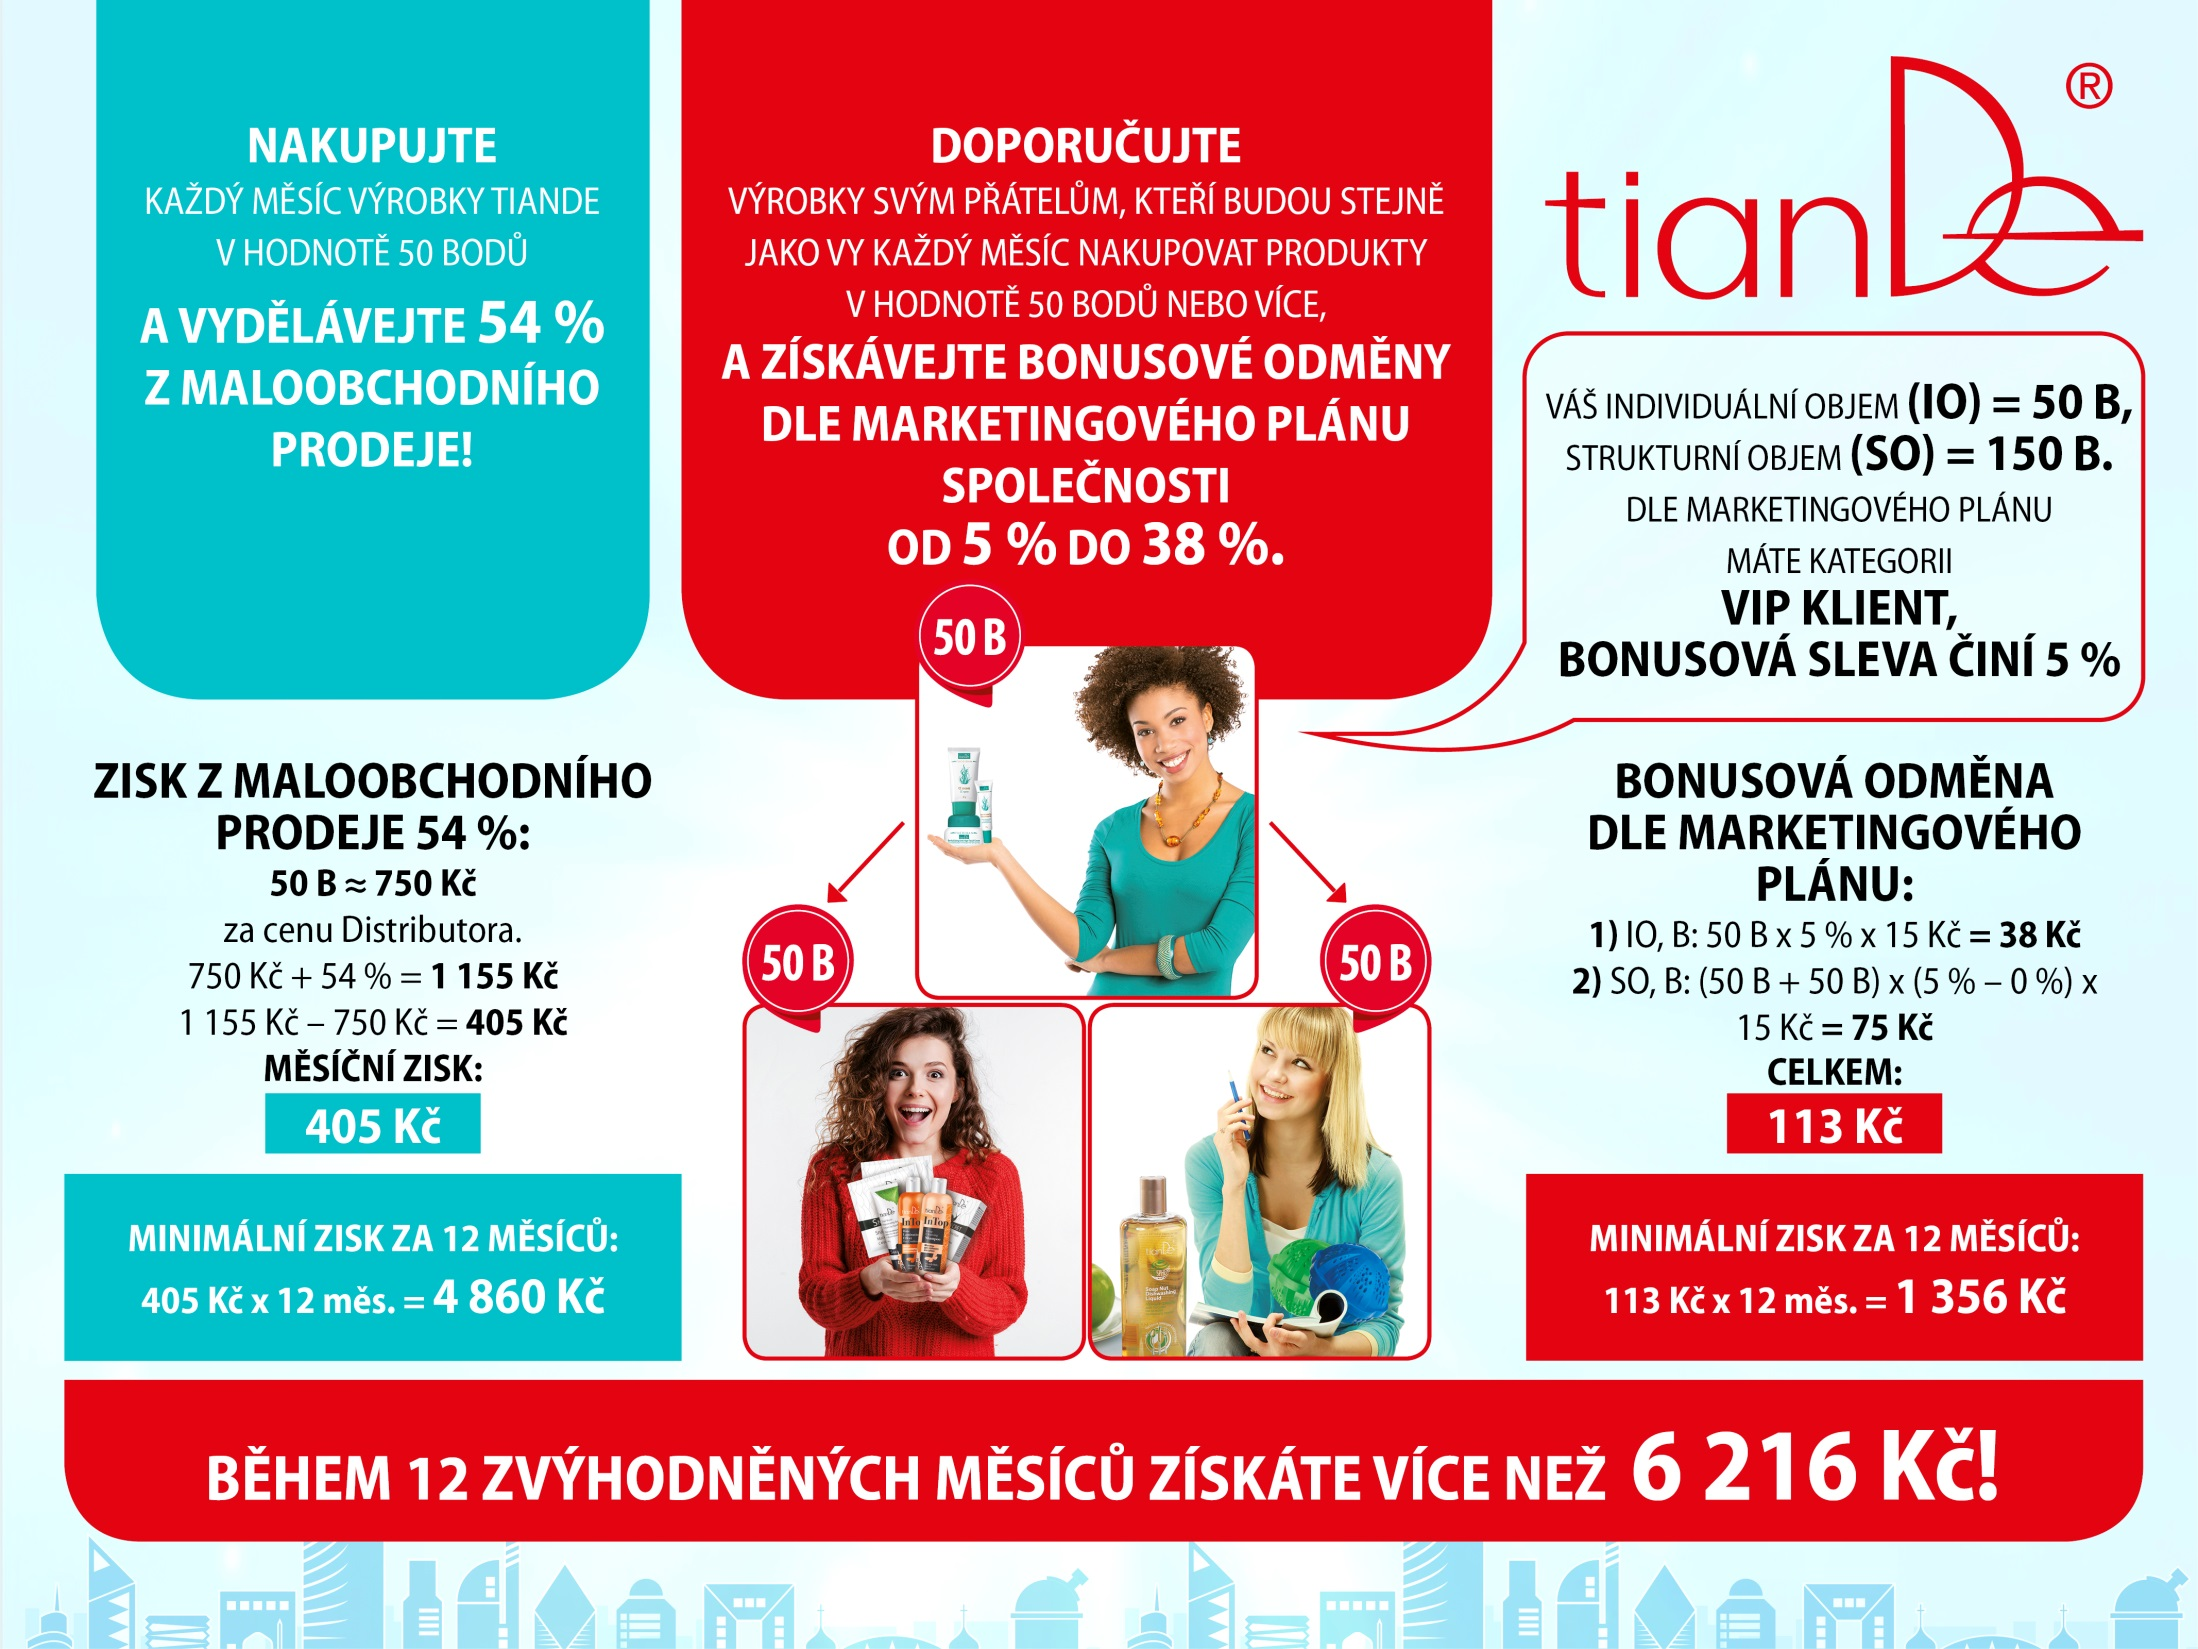 NAKUPUJTE
KAŽDÝ MĚSÍC VÝROBKY TIANDE
V HODNOTĚ 50 BODŮ
A VYDĚLÁVEJTE 54 %
Z MALOOBCHODNÍHO
PRODEJE!
DOPORUČUJTE
VÝROBKY SVÝM PŘÁTELŮM, KTEŘÍ BUDOU STEJNĚ
JAKO VY KAŽDÝ MĚSÍC NAKUPOVAT PRODUKTY
V HODNOTĚ 50 BODŮ NEBO VÍCE,
A ZÍSKÁVEJTE BONUSOVÉ ODMĚNY
DLE MARKETINGOVÉHO PLÁNU
SPOLEČNOSTI
OD 5 % DO 38 %.
tianDe®
VÁŠ INDIVIDUÁLNÍ OBJEM (IO) = 50 B,
STRUKTURNÍ OBJEM (SO) = 150 B.
DLE MARKETINGOVÉHO PLÁNU
MÁTE KATEGORII
VIP KLIENT,
BONUSOVÁ SLEVA ČINÍ 5 %
ZISK Z MALOOBCHODNÍHO
PRODEJE 54 %:
50 B ≈ 750 Kč
za cenu Distributora.
750 Kč + 54 % = 1 155 Kč
1 155 Kč – 750 Kč = 405 Kč
MĚSÍČNÍ ZISK:
405 Kč
MINIMÁLNÍ ZISK ZA 12 MĚSÍCŮ:
405 Kč x 12 měs. = 4 860 Kč
50 B
50 B
50 B
InTop
tianDe
Soap Nut
Dishwashing
Liquid
BONUSOVÁ ODMĚNA
DLE MARKETINGOVÉHO
PLÁNU:
1) IO, B: 50 B x 5 % x 15 Kč = 38 Kč
2) SO, B: (50 B + 50 B) x (5 % – 0 %) x
15 Kč = 75 Kč
CELKEM:
113 Kč
MINIMÁLNÍ ZISK ZA 12 MĚSÍCŮ:
113 Kč x 12 měs. = 1 356 Kč
BĚHEM 12 ZVÝHODNĚNÝCH MĚSÍCŮ ZÍSKÁTE VÍCE NEŽ 6 216 Kč!